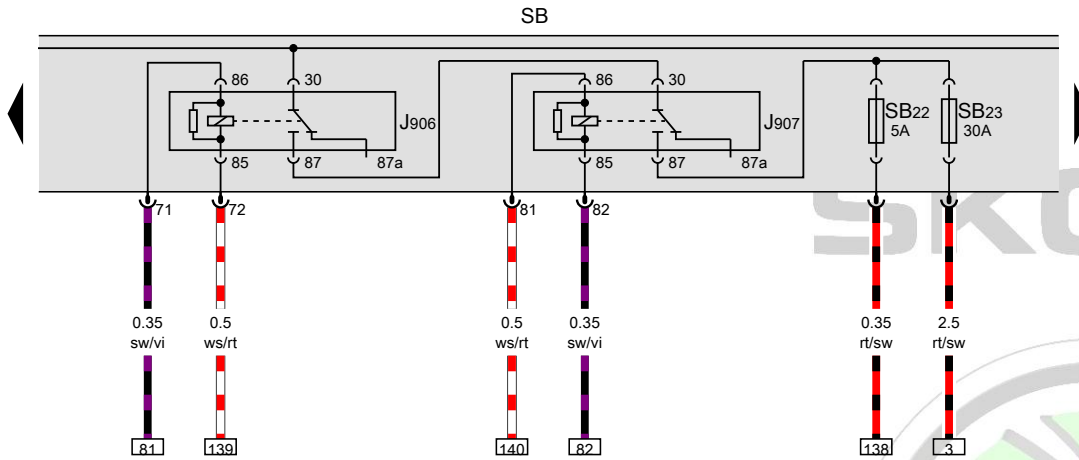 SB
86 30 86 30
J906 J907 SB22 SB23
5A 30A
85 87 87a 85 87 87a
71 72 81 82
SKO
0.35 0.5 0.5 0.35 0.35 2.5
sw/vi ws/rt ws/rt sw/vi rt/sw rt/sw
81 139 140 82 138 3